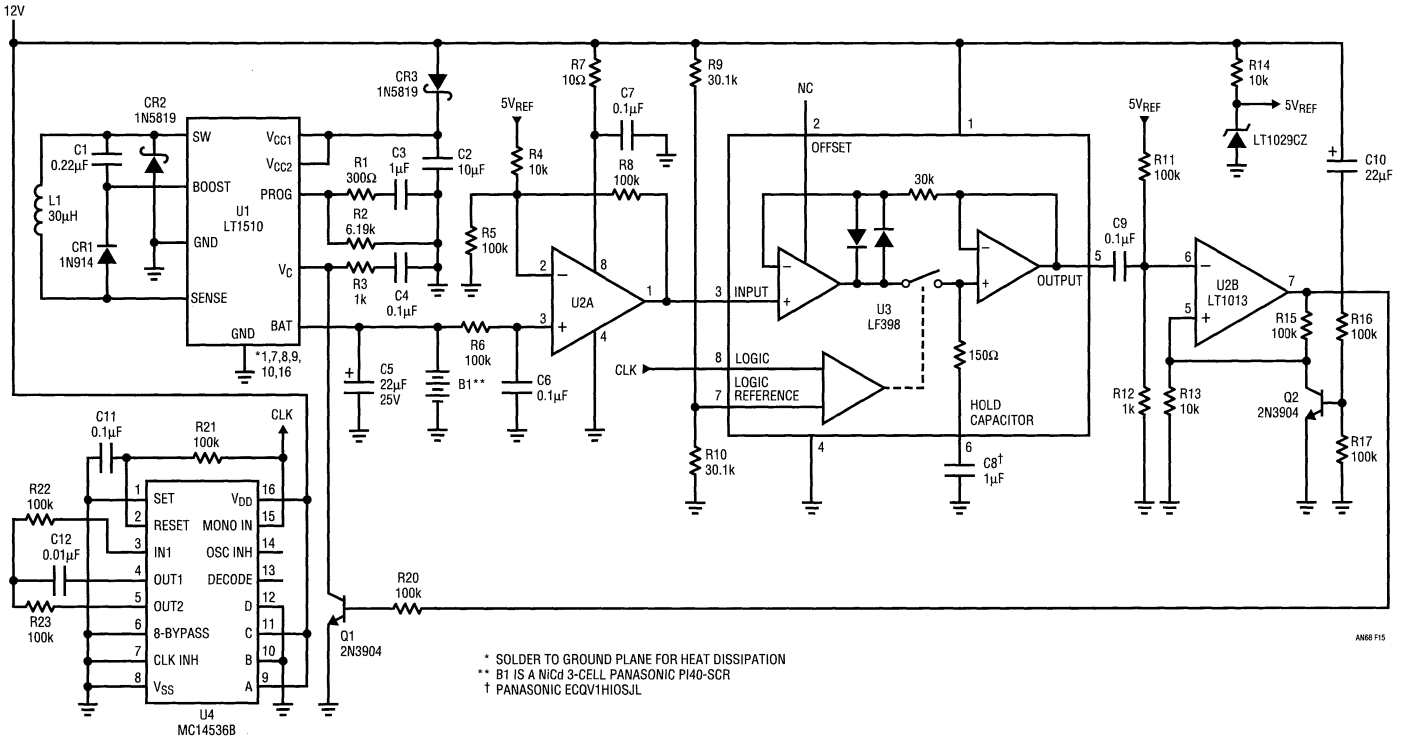 12V
CR3
1N5819
R7
10Ω
R9
30.1k
R14
10k
5VREF
LT1029CZ
C10
22µF
+
CR2
1N5819
C1
0.22µF
L1
30µH
CR1
1N914
SW
BOOST
GND
SENSE
U1
LT1510
VCC1
VCC2
PROG
VC
BAT
GND
*1,7,8,9,
10,16
R1
300Ω
C3
1µF
C2
10µF
R2
6.19k
R3
1k
C4
0.1µF
5VREF
R4
10k
C7
0.1µF
R8
100k
R5
100k
2
−
8
U2A
1
3
+
4
R6
100k
+
C5
22µF
25V
B1**
C6
0.1µF
NC
2
OFFSET
1
30k
−
+
−
+
3
INPUT
U3
LF398
OUTPUT
5
150Ω
CLK
8
LOGIC
7
LOGIC
REFERENCE
HOLD
CAPACITOR
4
6
R10
30.1k
C8†
1µF
5VREF
R11
100k
C9
0.1µF
6
−
U2B
LT1013
7
5
+
R15
100k
R16
100k
R12
1k
R13
10k
Q2
2N3904
R17
100k
C11
0.1µF
R21
100k
CLK
R22
100k
C12
0.01µF
R23
100k
1
SET
VDD
16
2
RESET
MONO IN
15
3
IN1
OSC INH
14
4
OUT1
DECODE
13
5
OUT2
D
12
6
8-BYPASS
C
11
7
CLK INH
B
10
8
VSS
A
9
U4
MC14536B
Q1
2N3904
R20
100k
AN68 F15
* SOLDER TO GROUND PLANE FOR HEAT DISSIPATION
** B1 IS A NiCd 3-CELL PANASONIC PI40-SCR
† PANASONIC ECQV1HIOSJL